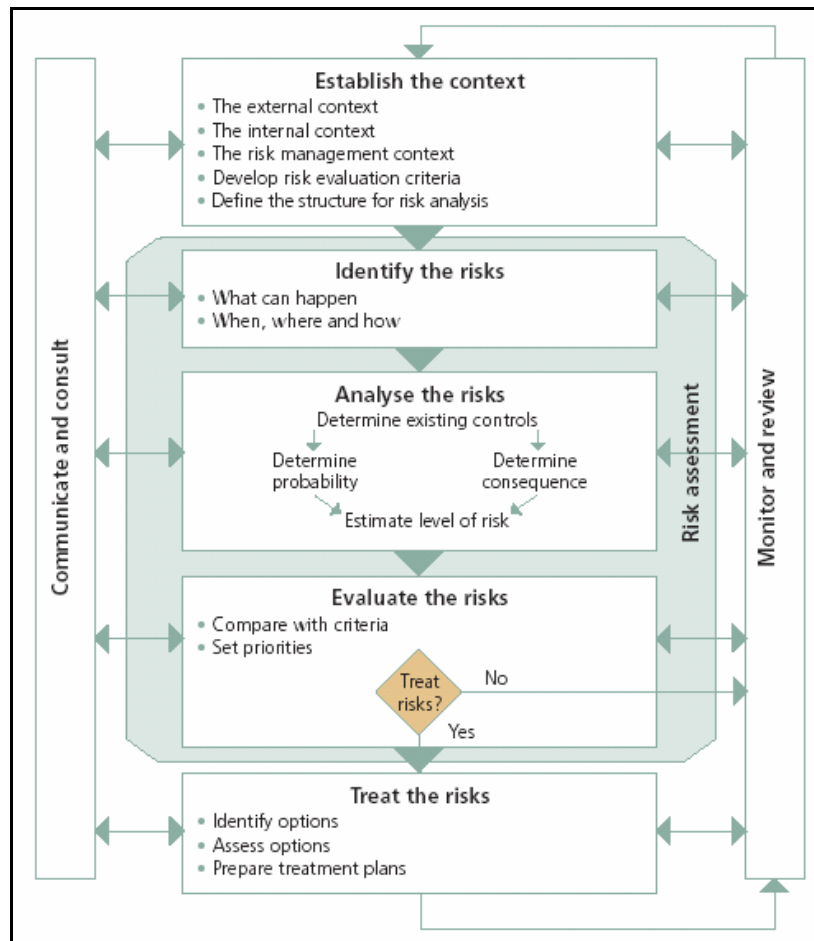 Establish the context
• The external context
• The internal context
• The risk management context
• Develop risk evaluation criteria
• Define the structure for risk analysis
Identify the risks
• What can happen
• When, where and how
Analyse the risks
Determine existing controls
Determine
probability
Determine
consequence
Estimate level of risk
Evaluate the risks
• Compare with criteria
• Set priorities
Treat
risks?
No
Yes
Treat the risks
• Identify options
• Assess options
• Prepare treatment plans
Communicate and consult
Risk assessment
Monitor and review